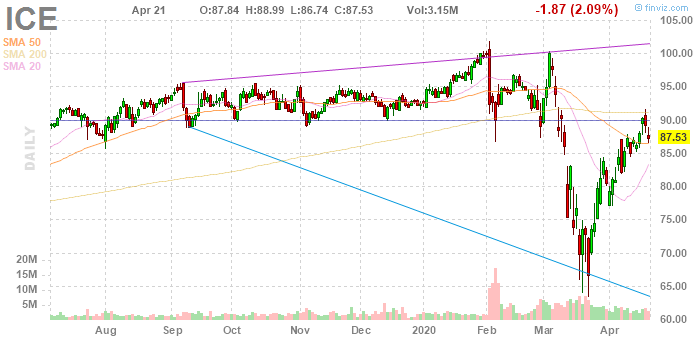 ICE
Apr 21 O:87.84 H:88.99 L:86.74 C:87.53 Vol:3.15M -1.87 (2.09%)
© finviz.com
SMA 50
SMA 200
SMA 20
DAILY
105.00
100.00
95.00
90.00
87.53
85.00
80.00
75.00
70.00
65.00
60.00
20M
15M
10M
5M
Aug Sep Oct Nov Dec 2020 Feb Mar Apr